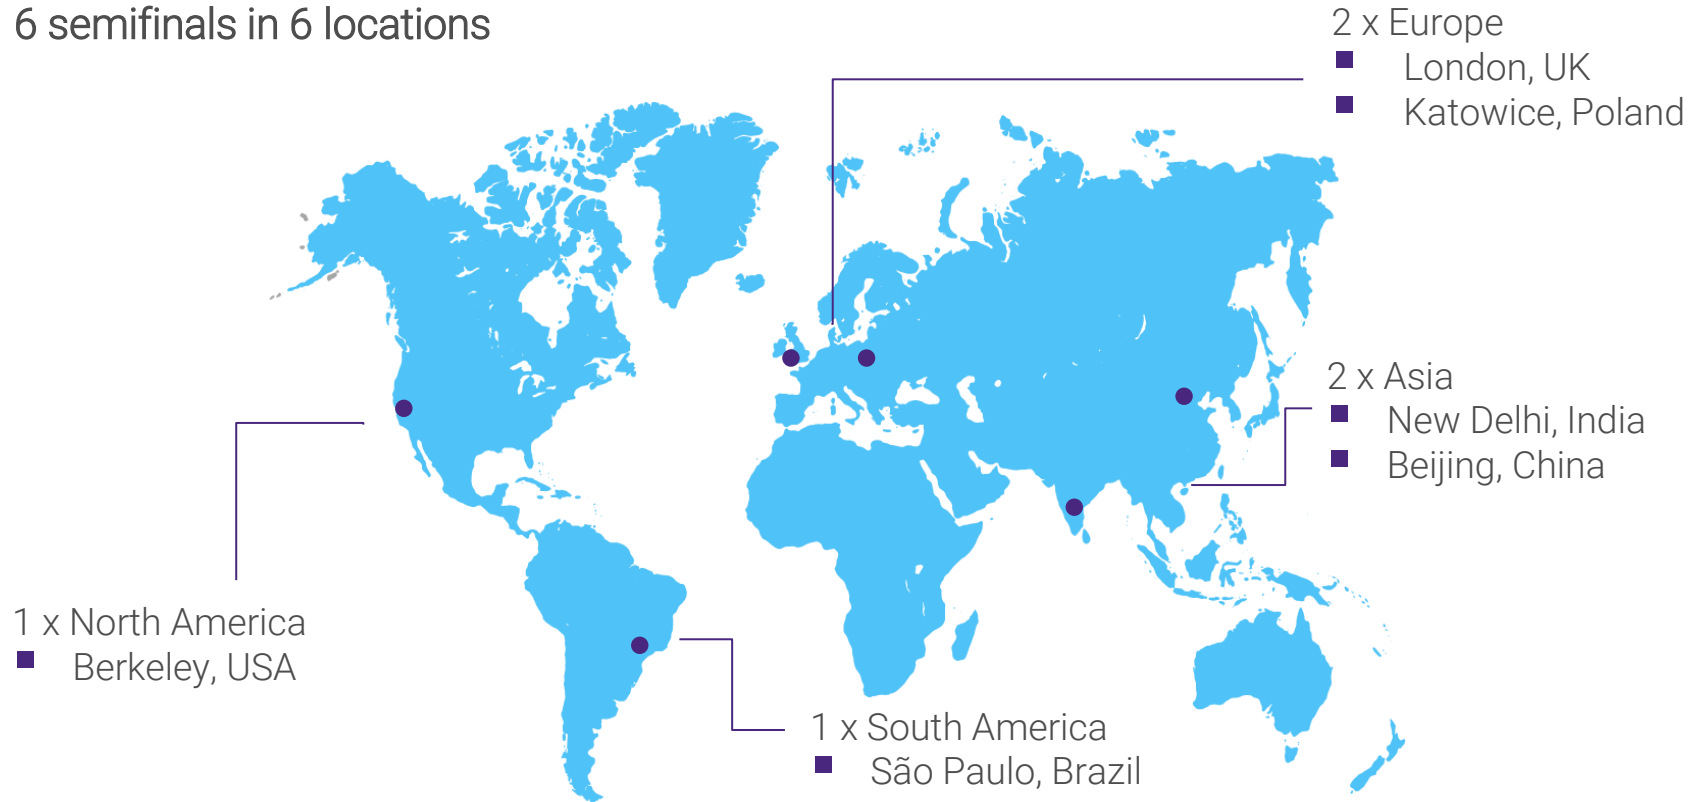 6 semifinals in 6 locations
2 x Europe
London, UK
Katowice, Poland
2 x Asia
New Delhi, India
Beijing, China
1 x North America
Berkeley, USA
1 x South America
São Paulo, Brazil